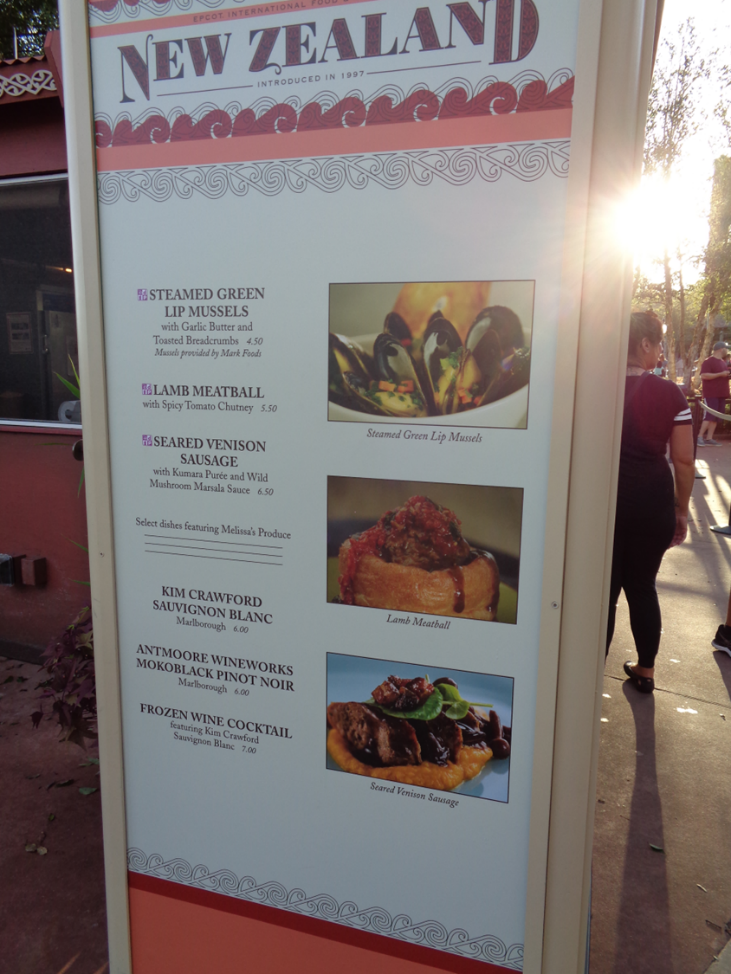 EPCOT INTERNATIONAL FOOD
NEW ZEALAND
INTRODUCED IN 1997
STEAMED GREEN
LIP MUSSELS
with Garlic Butter and
Toasted Breadcrumbs 4.50
Mussels provided by Mark Foods
LAMB MEATBALL
with Spicy Tomato Chutney 5.50
SEARED VENISON
SAUSAGE
with Kumara Purée and Wild
Mushroom Marsala Sauce 6.50
Select dishes featuring Melissa's Produce
KIM CRAWFORD
SAUVIGNON BLANC
Marlborough 6.00
ANTMOORE WINEWORKS
MOKOBLACK PINOT NOIR
Marlborough 6.00
FROZEN WINE COCKTAIL
featuring Kim Crawford
Sauvignon Blanc 7.00
Steamed Green Lip Mussels
Lamb Meatball
Seared Venison Sausage